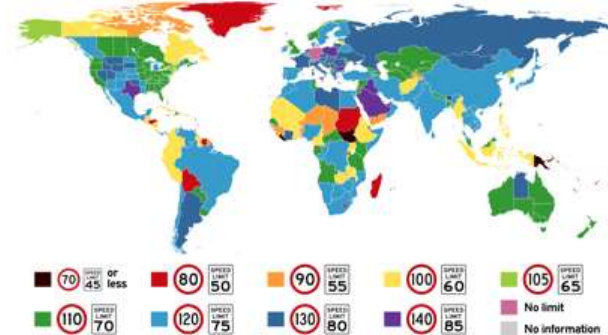 70 SPEED LIMIT 45 or less
80 SPEED LIMIT 50
90 SPEED LIMIT 55
100 SPEED LIMIT 60
105 SPEED LIMIT 65
110 SPEED LIMIT 70
120 SPEED LIMIT 75
130 SPEED LIMIT 80
140 SPEED LIMIT 85
No limit
No information